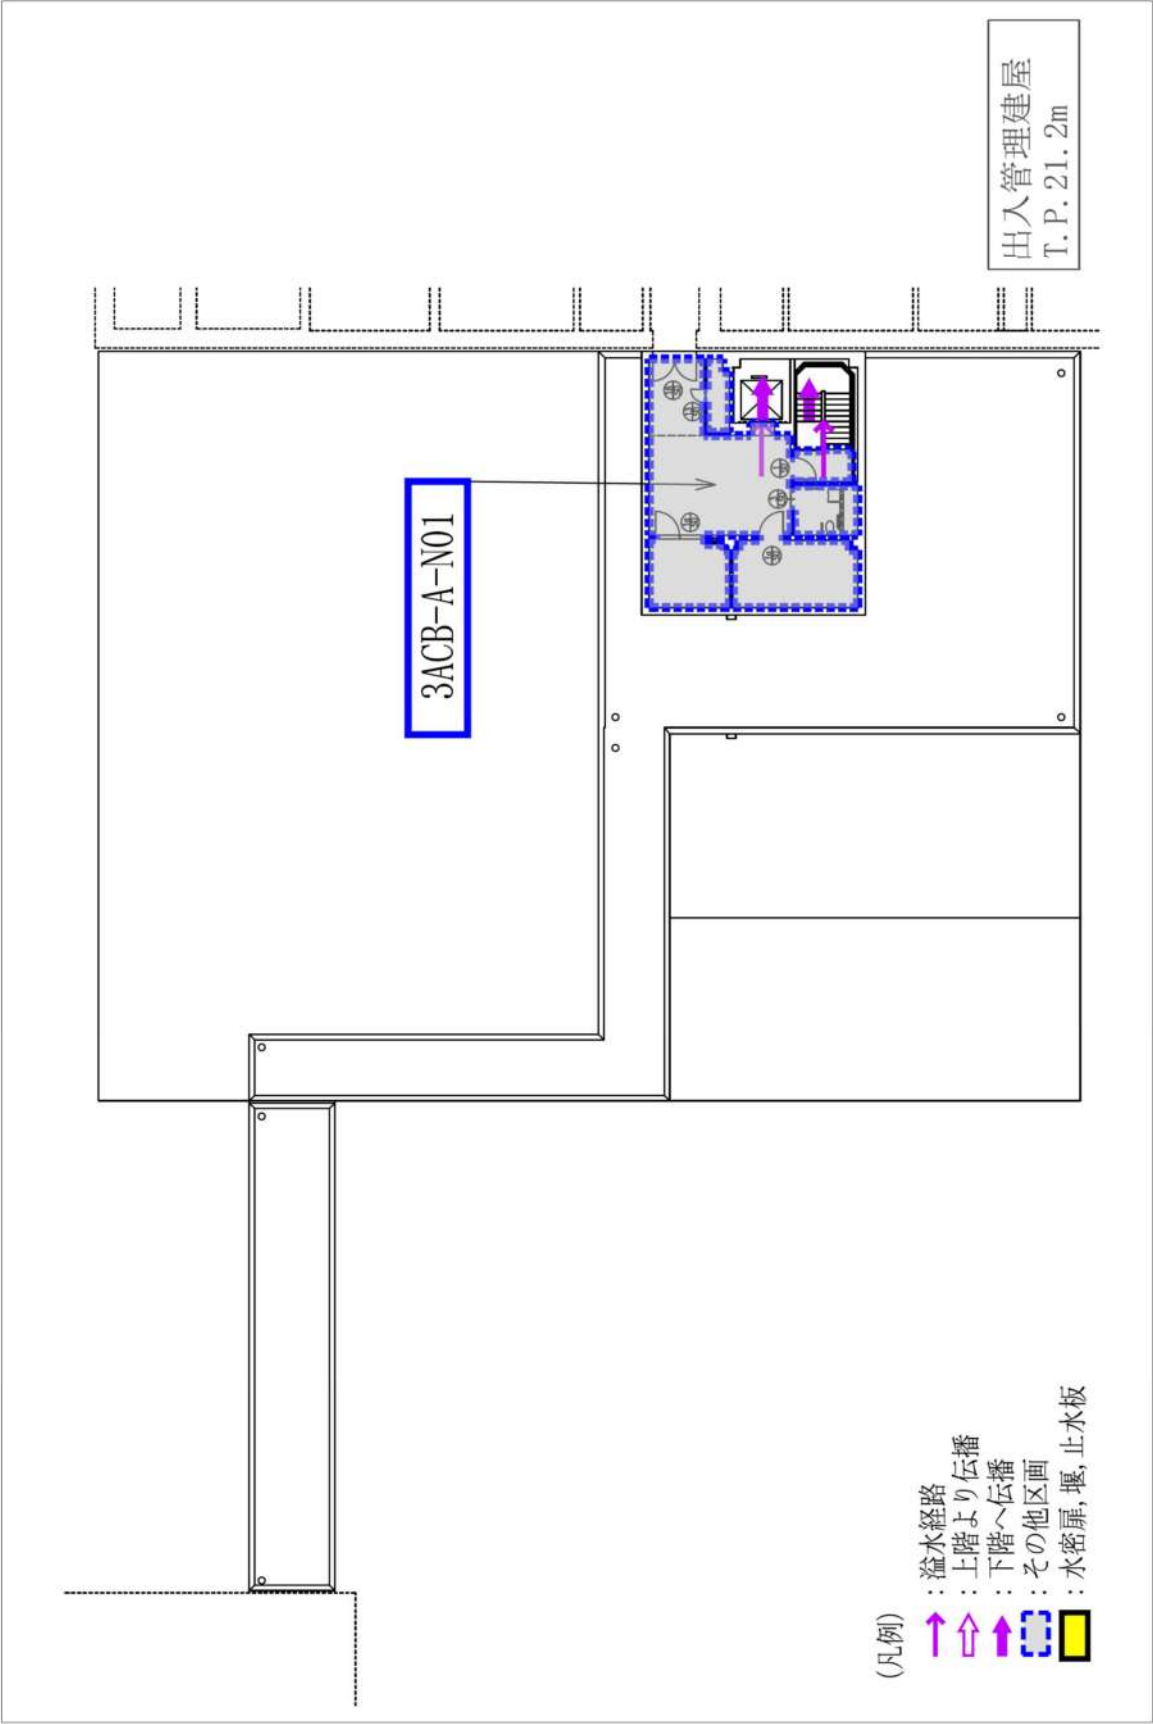 出入管理建屋
T.P.21.2m
3ACB-A-N01
(凡例)
：溢水経路
：上階より伝播
：下階へ伝播
：その他区画
：水密扉,堰,止水板